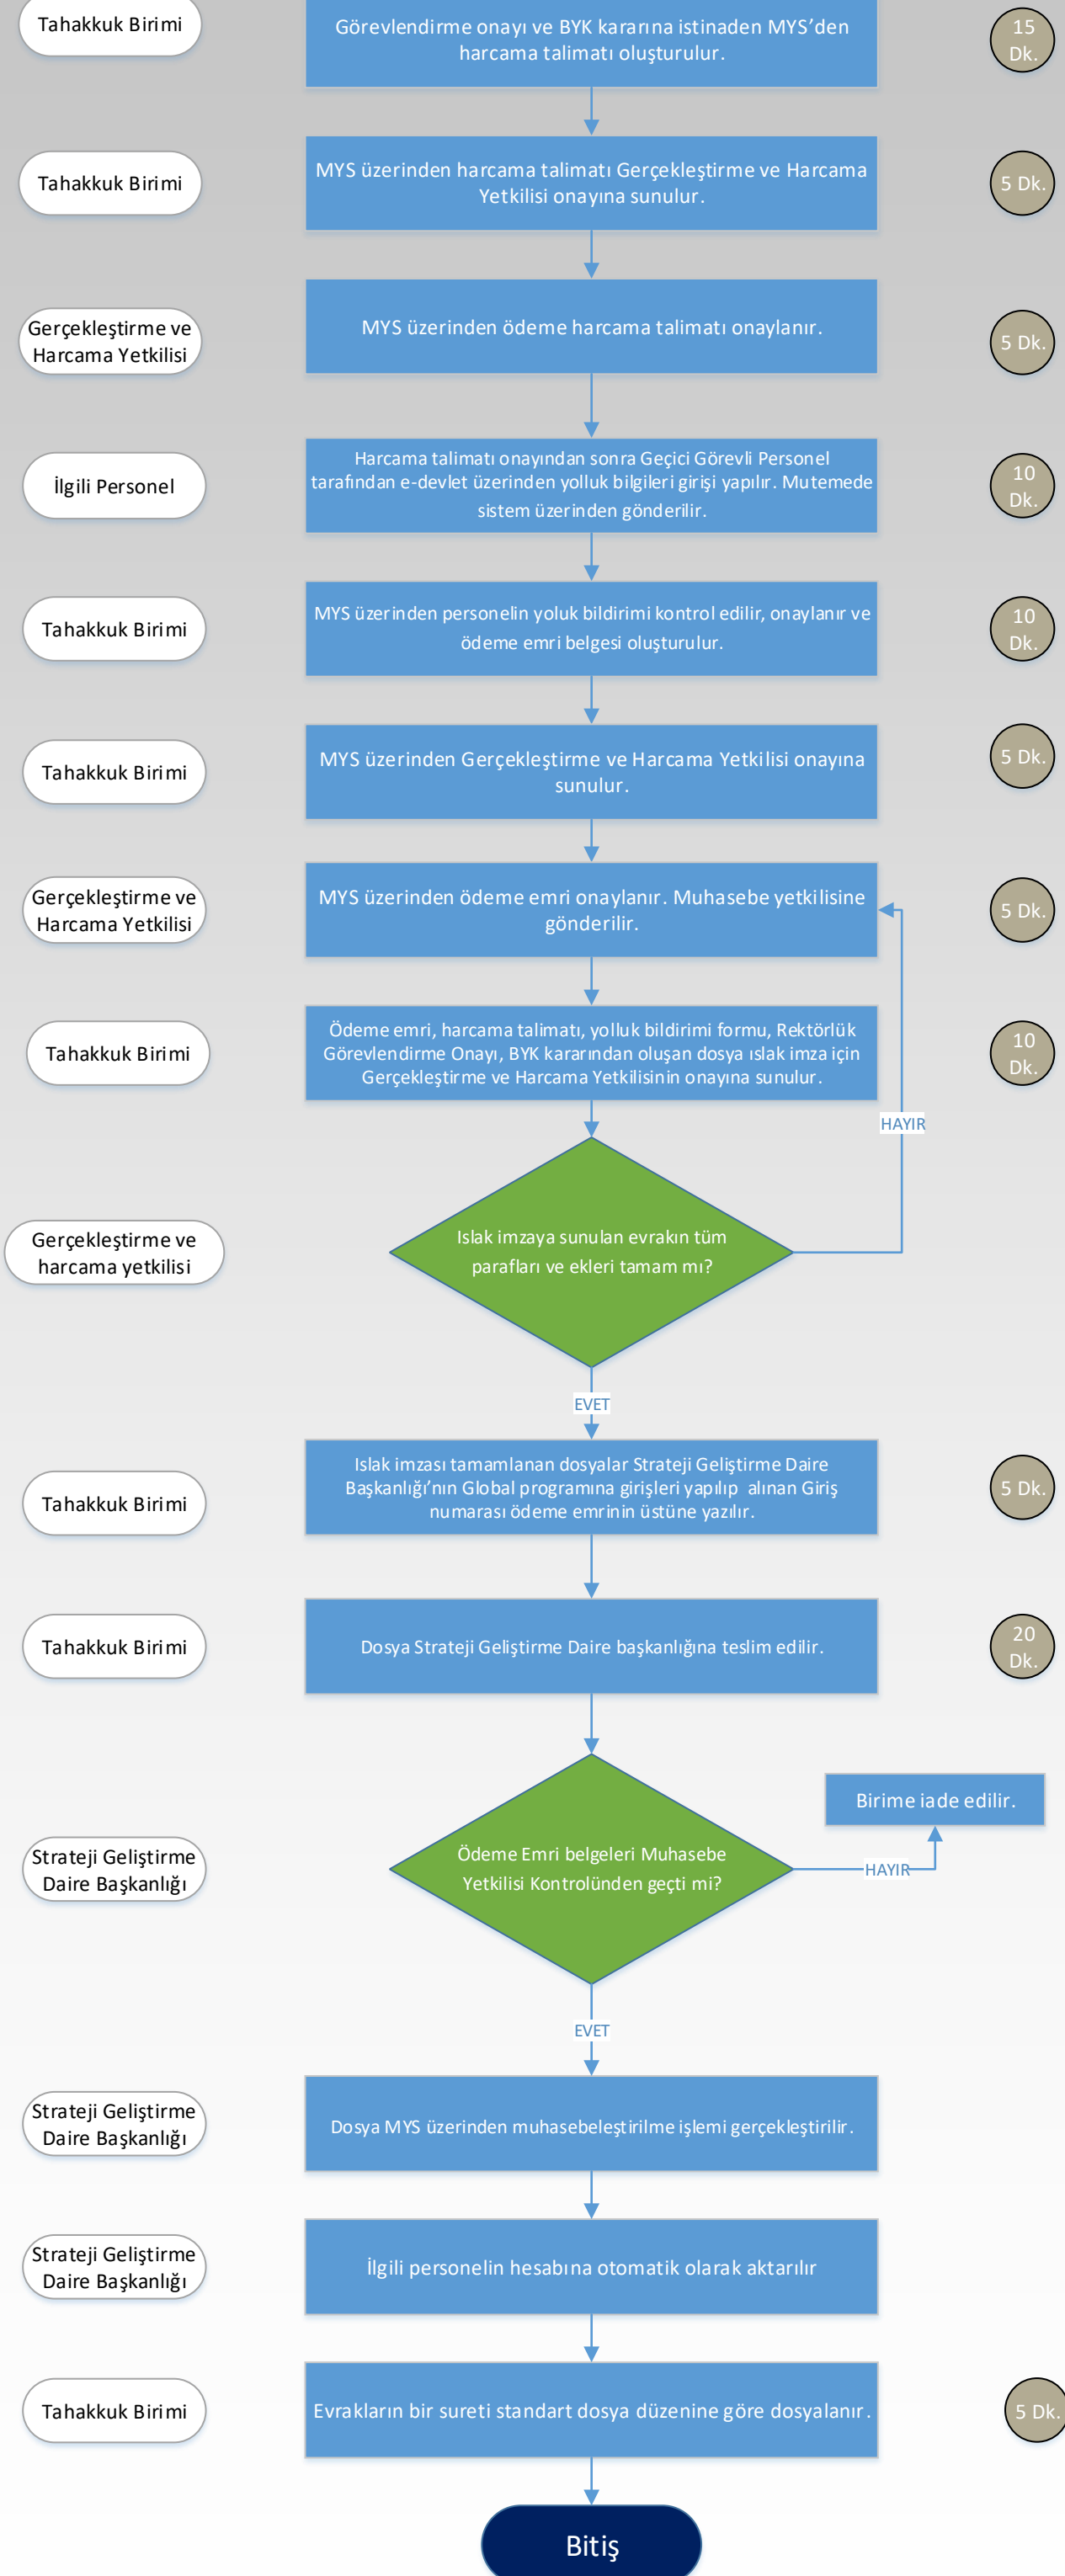 Tahakkuk Birimi
Görevlendirme onayı ve BYK kararına istinaden MYS’den
harcama talimatı oluşturulur.
15
Dk.
Tahakkuk Birimi
MYS üzerinden harcama talimatı Gerçekleştirme ve Harcama
Yetkilisi onayına sunulur.
5 Dk.
Gerçekleştirme ve
Harcama Yetkilisi
MYS üzerinden ödeme harcama talimatı onaylanır.
5 Dk.
İlgili Personel
Harcama talimatı onayından sonra Geçici Görevli Personel
tarafından e-devlet üzerinden yolluk bilgileri girişi yapılır. Mutemede
sistem üzerinden gönderilir.
10
Dk.
Tahakkuk Birimi
MYS üzerinden personelin yoluk bildirimi kontrol edilir, onaylanır ve
ödeme emri belgesi oluşturulur.
10
Dk.
Tahakkuk Birimi
MYS üzerinden Gerçekleştirme ve Harcama Yetkilisi onayına
sunulur.
5 Dk.
Gerçekleştirme ve
Harcama Yetkilisi
MYS üzerinden ödeme emri onaylanır. Muhasebe yetkilisine
gönderilir.
5 Dk.
Tahakkuk Birimi
Ödeme emri, harcama talimatı, yolluk bildirimi formu, Rektörlük
Görevlendirme Onayı, BYK kararından oluşan dosya ıslak imza için
Gerçekleştirme ve Harcama Yetkilisinin onayına sunulur.
10
Dk.
HAYIR
Gerçekleştirme ve
harcama yetkilisi
Islak imzaya sunulan evrakın tüm
parafları ve ekleri tamam mı?
EVET
Tahakkuk Birimi
Islak imzası tamamlanan dosyalar Strateji Geliştirme Daire
Başkanlığı’nın Global programına girişleri yapılıp alınan Giriş
numarası ödeme emrinin üstüne yazılır.
5 Dk.
Tahakkuk Birimi
Dosya Strateji Geliştirme Daire başkanlığına teslim edilir.
20
Dk.
Birime iade edilir.
Strateji Geliştirme
Daire Başkanlığı
Ödeme Emri belgeleri Muhasebe
Yetkilisi Kontrolünden geçti mi?
HAYIR
EVET
Strateji Geliştirme
Daire Başkanlığı
Dosya MYS üzerinden muhasebeleştirilme işlemi gerçekleştirilir.
Strateji Geliştirme
Daire Başkanlığı
İlgili personelin hesabına otomatik olarak aktarılır
Tahakkuk Birimi
Evrakların bir sureti standart dosya düzenine göre dosyalanır.
5 Dk.
Bitiş